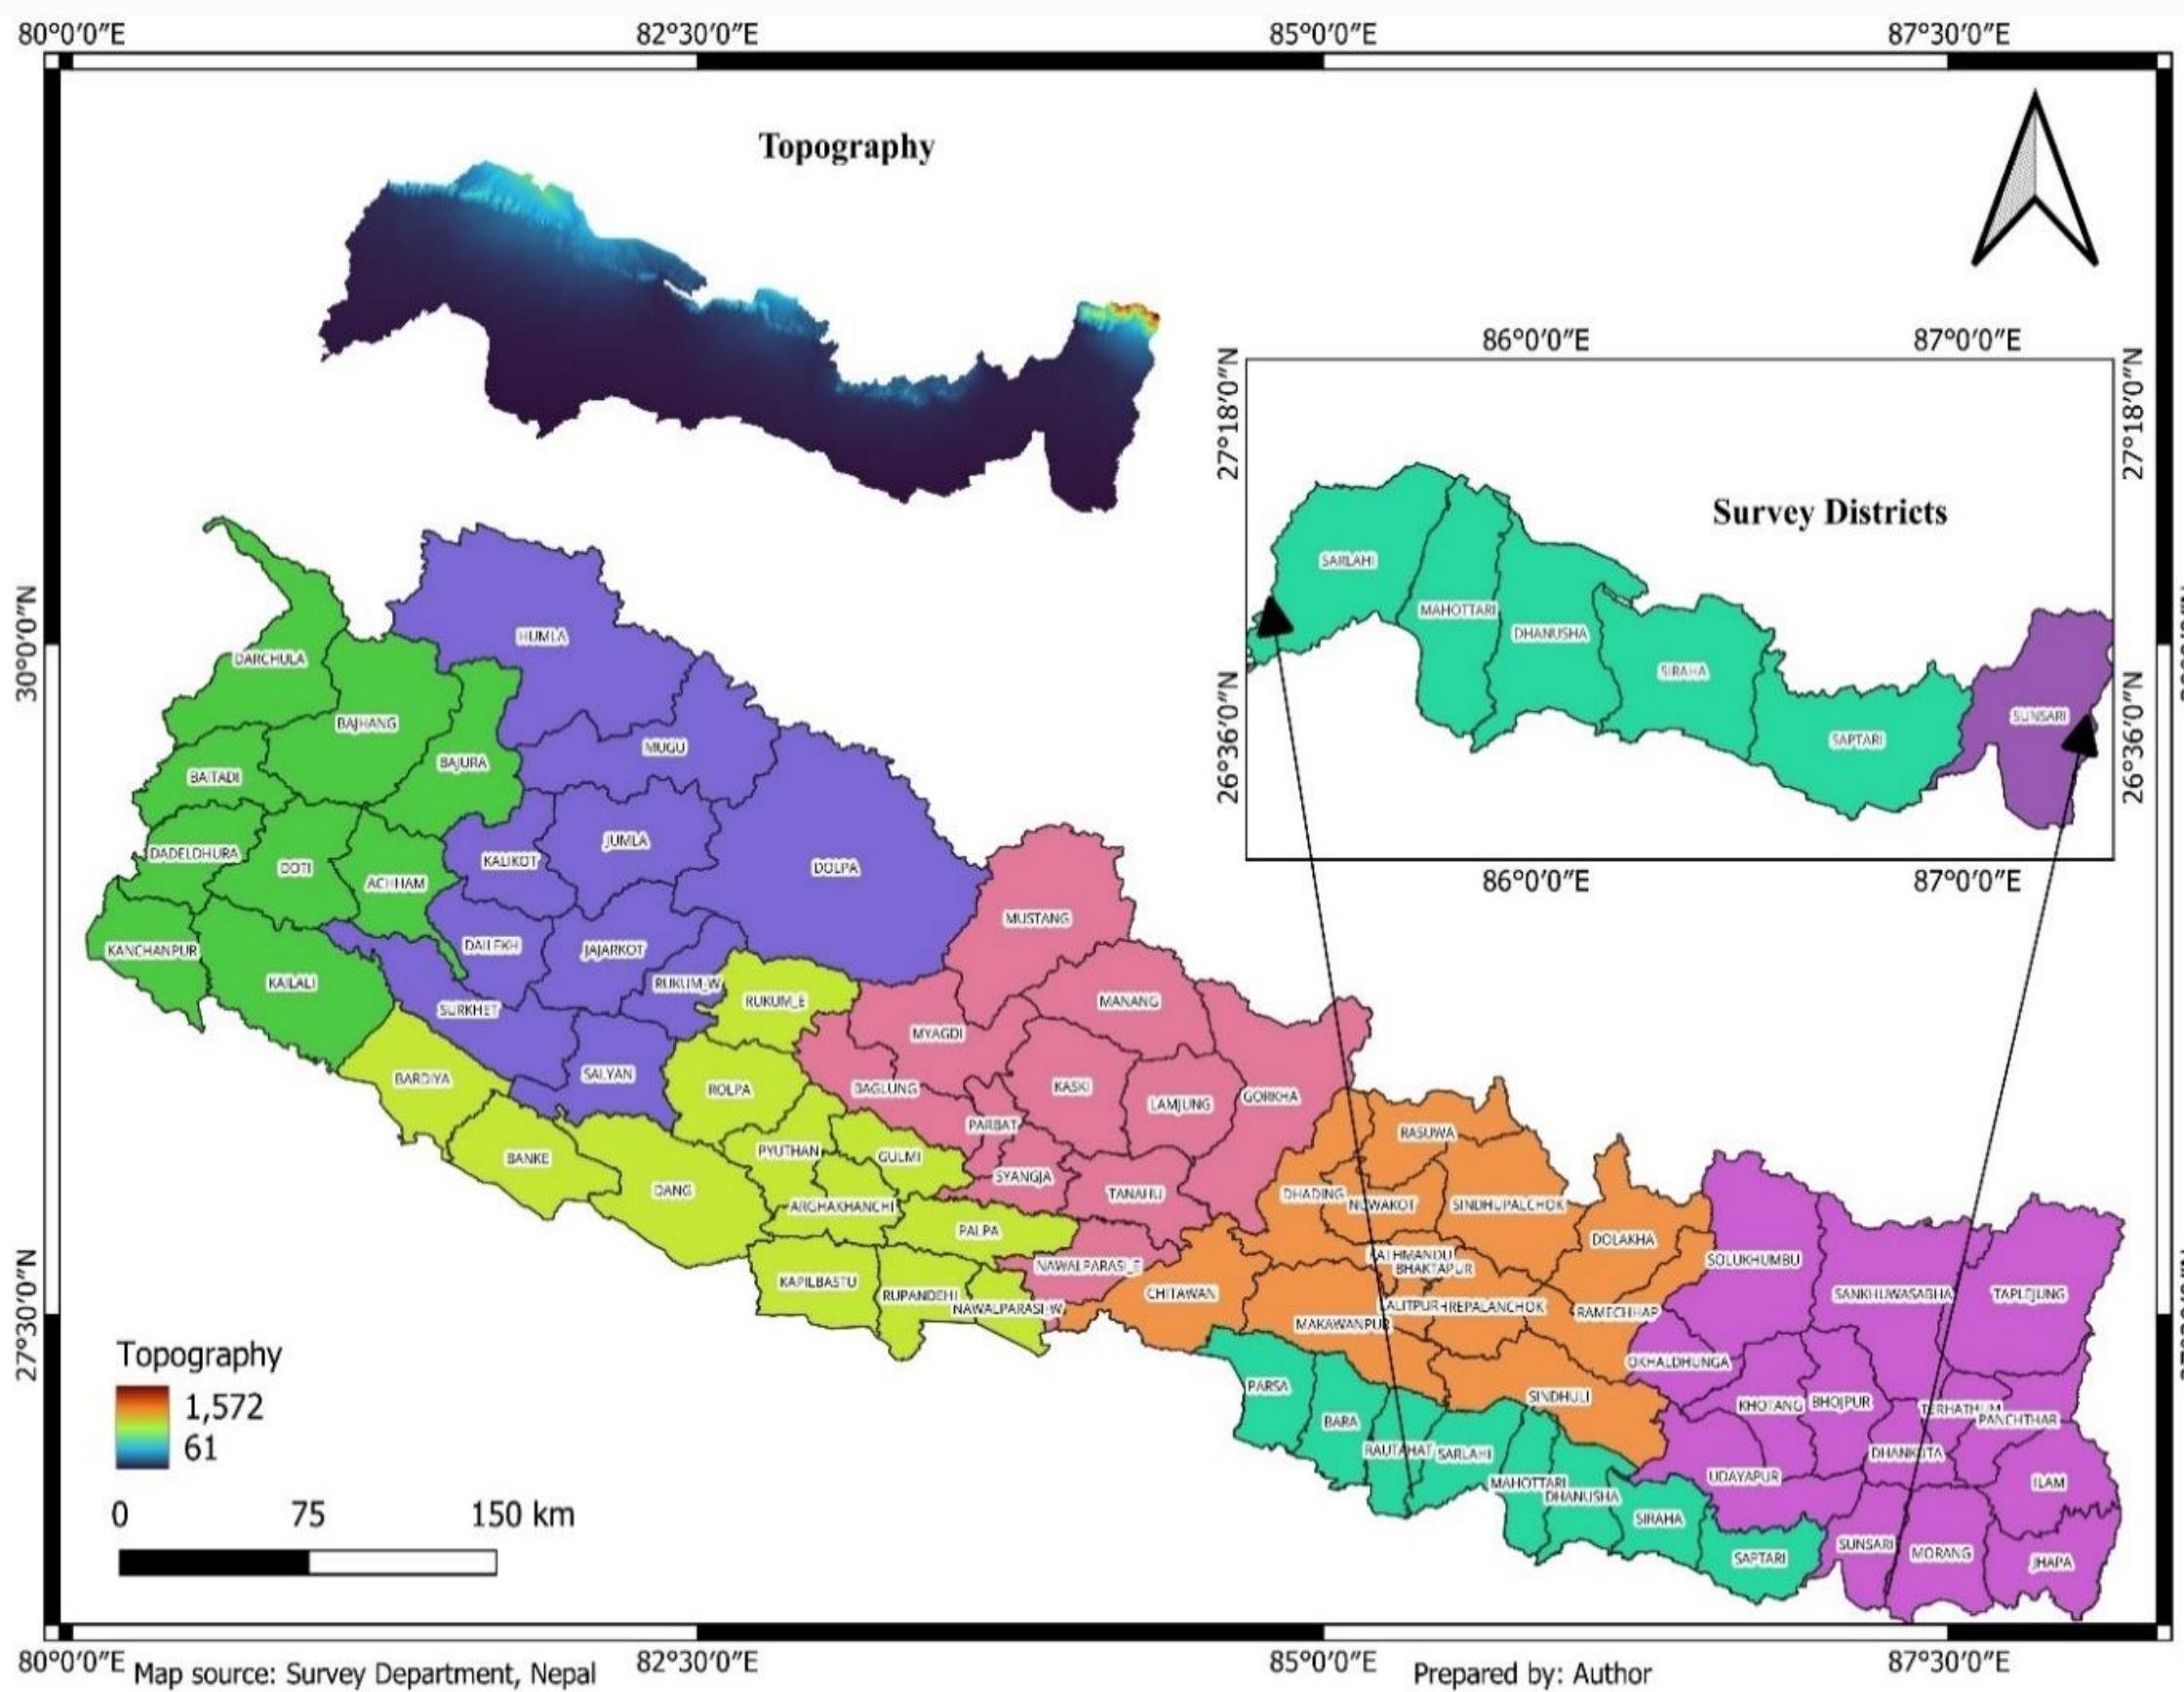 80°0′0″E 82°30′0″E 85°0′0″E 87°30′0″E
Topography
86°0′0″E 87°0′0″E
27°18′0″N 27°18′0″N
Survey Districts
SARLAHI
MAHOTTARI
DHANUSHA
SIRAHA
SAPTARI
SUNSARI
26°36′0″N 26°36′0″N
86°0′0″E 87°0′0″E
30°0′0″N
HUMLA
DARCHULA
BAJHANG
MUGU
BAJURA
BAITADI
JUMLA
DADELDHURA
KALIKOT
DOTI
DOLPA
ACHHAM
MUSTANG
DAILEKH
KANCHANPUR
JAJARKOT
KAILALI
RUKUM_W
RUKUM_E
MANANG
SURKHET
MYAGDI
SALYAN
BARDIYA
ROLPA
BAGLUNG
KASKI
LAMJUNG
GORKHA
PARBAT
RASUWA
PYUTHAN
GULMI
BANKE
SYANGJA
DANG
TANAHU
DHADING
NUWAKOT
SINDHUPALCHOK
ARGHAKHANCHI
PALPA
DOLAKHA
KATHMANDU
SOLUKHUMBU
NAWALPARASI_E
BHAKTAPUR
KAPILBASTU
CHITAWAN
RUPANDEHI
SANKHUWASABHA
TAPLEJUNG
NAWALPARASI_W
LALITPUR
HREPALANCHOK
RAMECHHAP
MAKAWANPUR
27°30′0″N
OKHALDHUNGA
PARSA
SINDHULI
KHOTANG
BHOJPUR
TERHATHUM
PANCHTHAR
BARA
RAUTAHAT
SARLAHI
DHANKUTA
UDAYAPUR
MAHOTTARI
ILAM
DHANUSHA
SIRAHA
SUNSARI
MORANG
SAPTARI
JHAPA
Topography
1,572
61
0 75 150 km
80°0′0″E 82°30′0″E 85°0′0″E 87°30′0″E
Map source: Survey Department, Nepal
Prepared by: Author